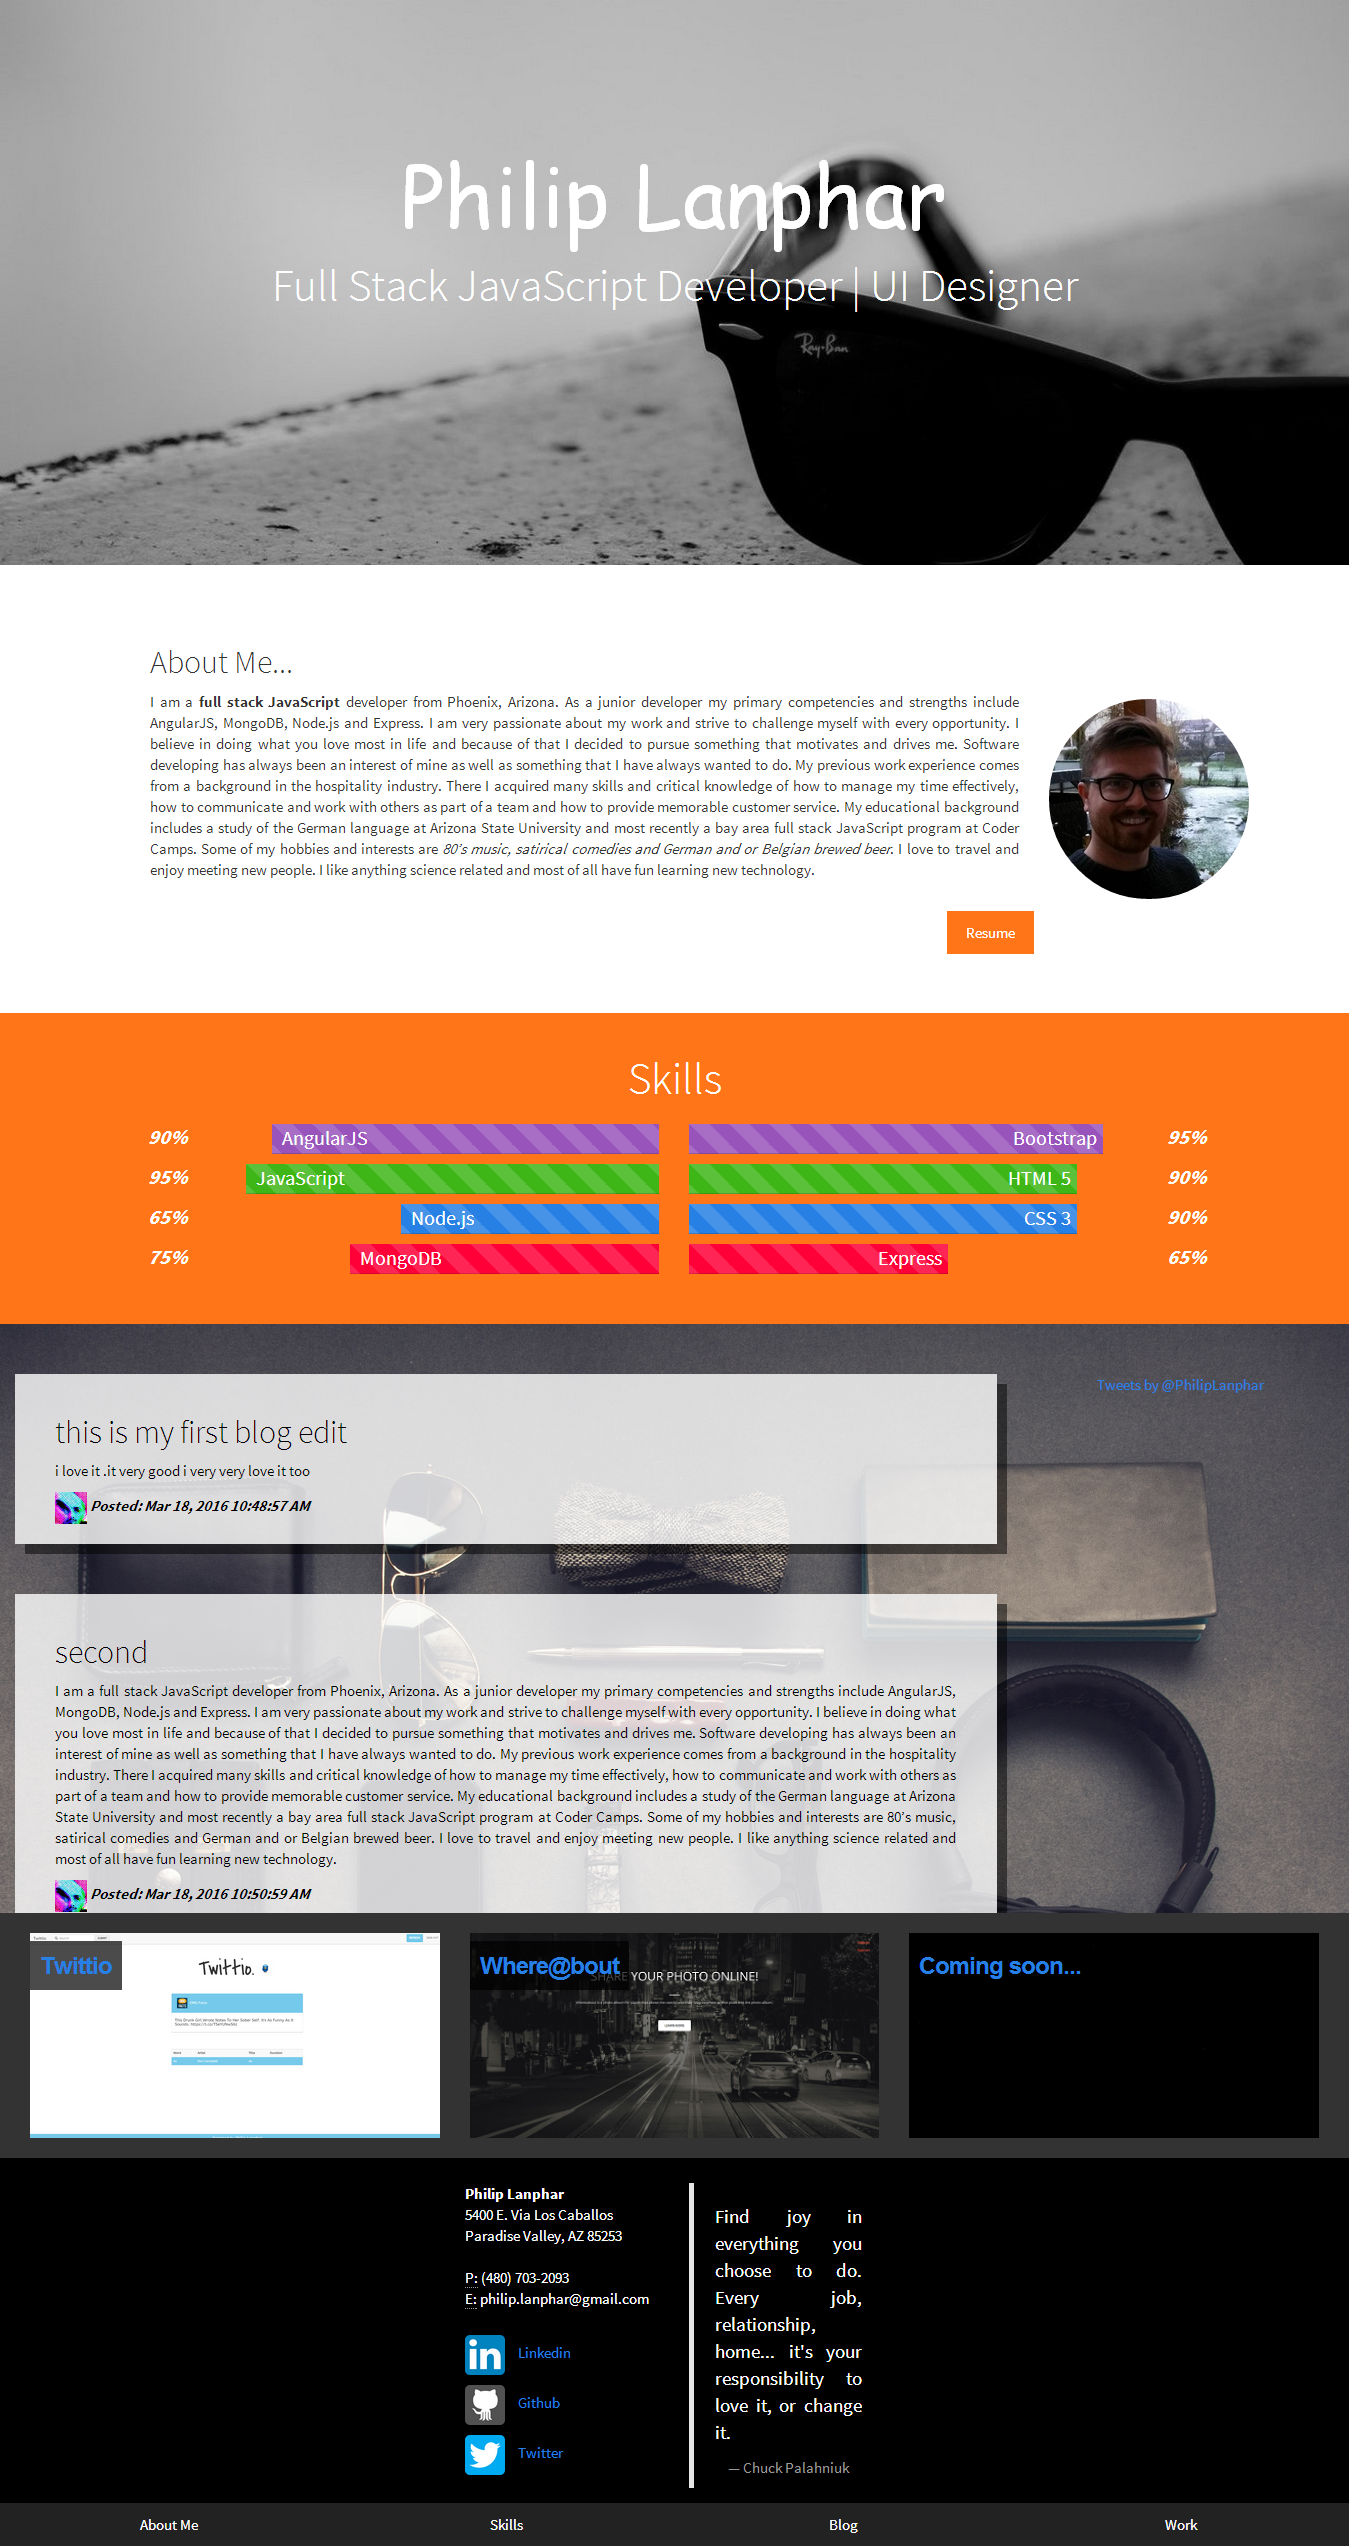 Philip Lanphar
Full Stack JavaScript Developer | UI Designer
Ray-Ban
About Me...
I am a full stack JavaScript developer from Phoenix, Arizona. As a junior developer my primary competencies and strengths include
AngularJS, MongoDB, Node.js and Express. I am very passionate about my work and strive to challenge myself with every opportunity. I
believe in doing what you love most in life and because of that I decided to pursue something that motivates and drives me. Software
developing has always been an interest of mine as well as something that I have always wanted to do. My previous work experience comes
from a background in the hospitality industry. There I acquired many skills and critical knowledge of how to manage my time effectively,
how to communicate and work with others as part of a team and how to provide memorable customer service. My educational background
includes a study of the German language at Arizona State University and most recently a bay area full stack JavaScript program at Coder
Camps. Some of my hobbies and interests are 80's music, satirical comedies and German and or Belgian brewed beer. I love to travel and
enjoy meeting new people. I like anything science related and most of all have fun learning new technology.
Resume
Skills
90% AngularJS Bootstrap 95%
95% JavaScript HTML 5 90%
65% Node.js CSS 3 90%
75% MongoDB Express 65%
Tweets by @PhilipLanphar
this is my first blog edit
i love it .it very good i very very love it too
Posted: Mar 18, 2016 10:48:57 AM
second
I am a full stack JavaScript developer from Phoenix, Arizona. As a junior developer my primary competencies and strengths include AngularJS,
MongoDB, Node.js and Express. I am very passionate about my work and strive to challenge myself with every opportunity. I believe in doing what
you love most in life and because of that I decided to pursue something that motivates and drives me. Software developing has always been an
interest of mine as well as something that I have always wanted to do. My previous work experience comes from a background in the hospitality
industry. There I acquired many skills and critical knowledge of how to manage my time effectively, how to communicate and work with others as
part of a team and how to provide memorable customer service. My educational background includes a study of the German language at Arizona
State University and most recently a bay area full stack JavaScript program at Coder Camps. Some of my hobbies and interests are 80's music,
satirical comedies and German and or Belgian brewed beer. I love to travel and enjoy meeting new people. I like anything science related and
most of all have fun learning new technology.
Posted: Mar 18, 2016 10:50:59 AM
Twittio
Twittio.
Where@bout
SHARE YOUR PHOTO ONLINE!
Coming soon...
Philip Lanphar
5400 E. Via Los Caballos
Paradise Valley, AZ 85253
P: (480) 703-2093
E: philip.lanphar@gmail.com
Linkedin
Github
Twitter
Find joy in
everything you
choose to do.
Every job,
relationship,
home... it's your
responsibility to
love it, or change
it.
— Chuck Palahniuk
About Me Skills Blog Work